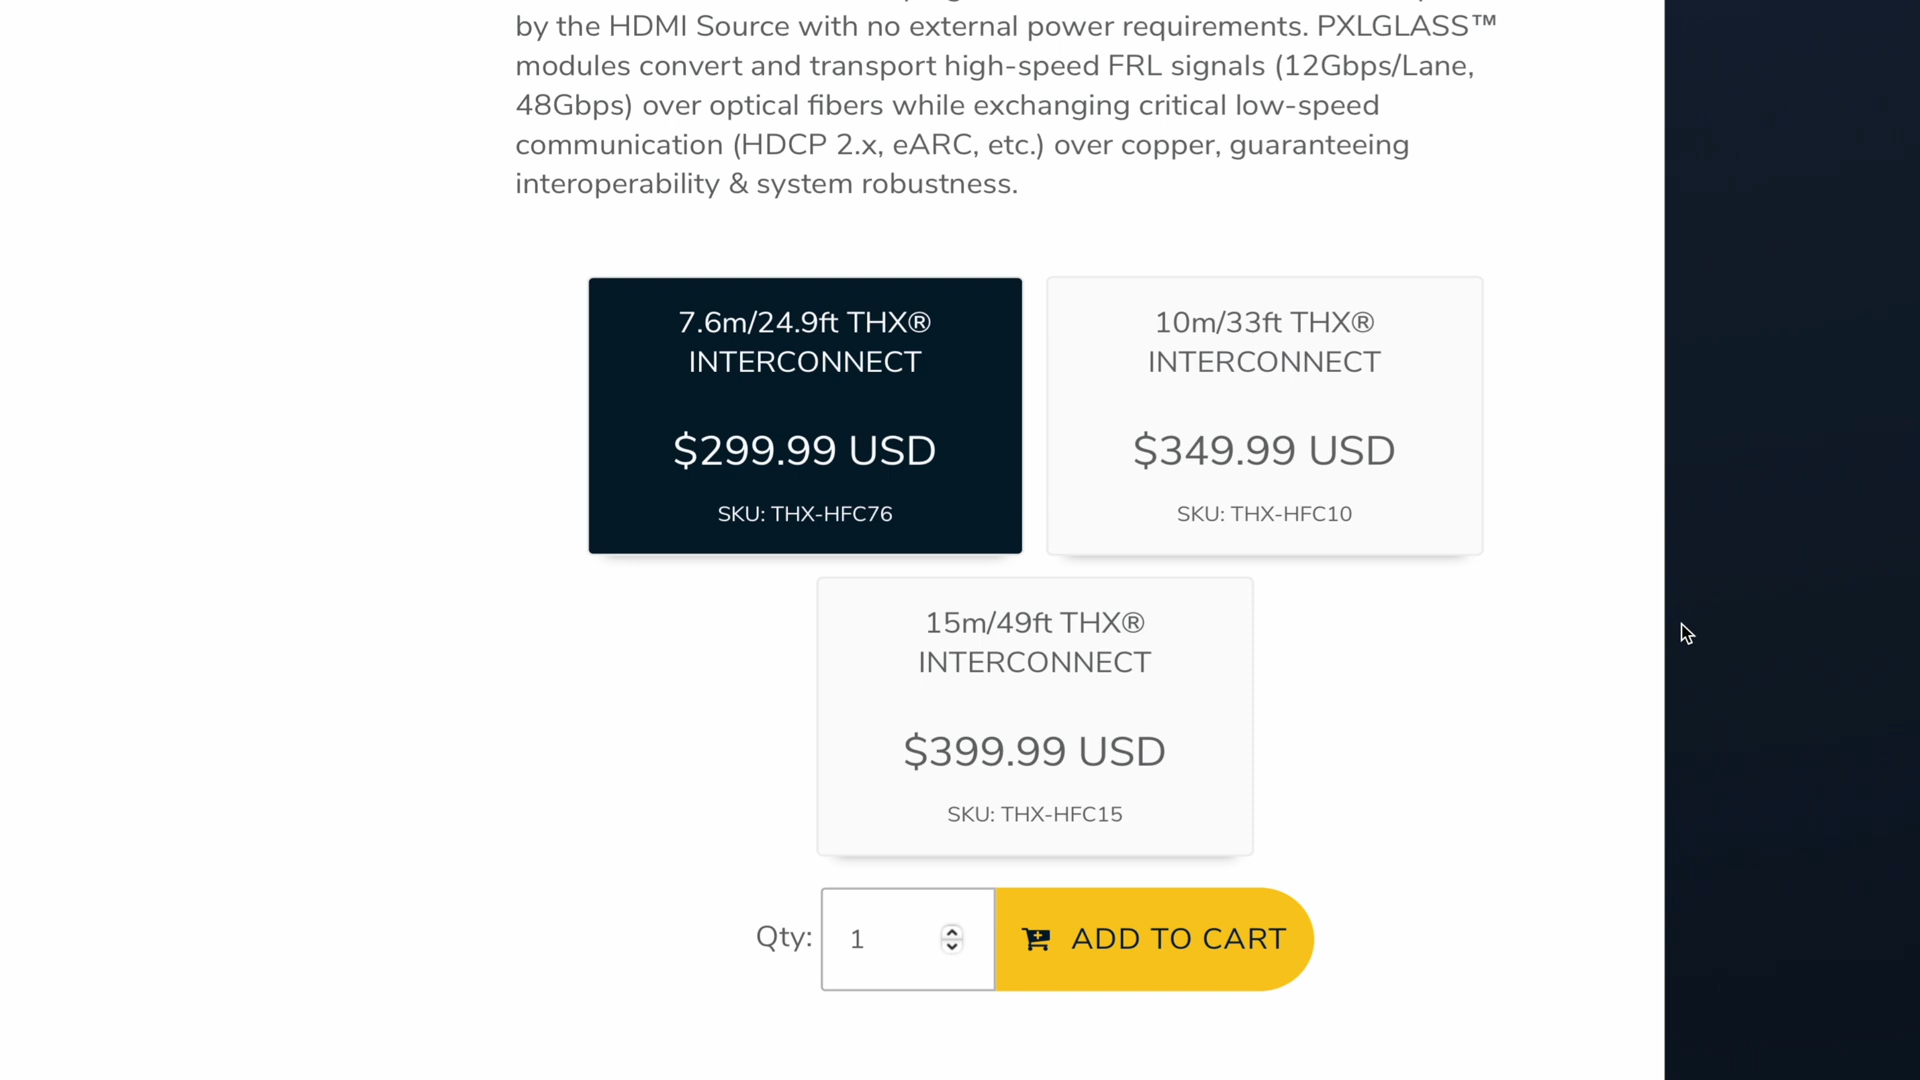 by the HDMI Source with no external power requirements. PXLGLASS™
modules convert and transport high-speed FRL signals (12Gbps/Lane,
48Gbps) over optical fibers while exchanging critical low-speed
communication (HDCP 2.x, eARC, etc.) over copper, guaranteeing
interoperability & system robustness.
7.6m/24.9ft THX®
INTERCONNECT
$299.99 USD
SKU: THX-HFC76
10m/33ft THX®
INTERCONNECT
$349.99 USD
SKU: THX-HFC10
15m/49ft THX®
INTERCONNECT
$399.99 USD
SKU: THX-HFC15
Qty: 1
ADD TO CART